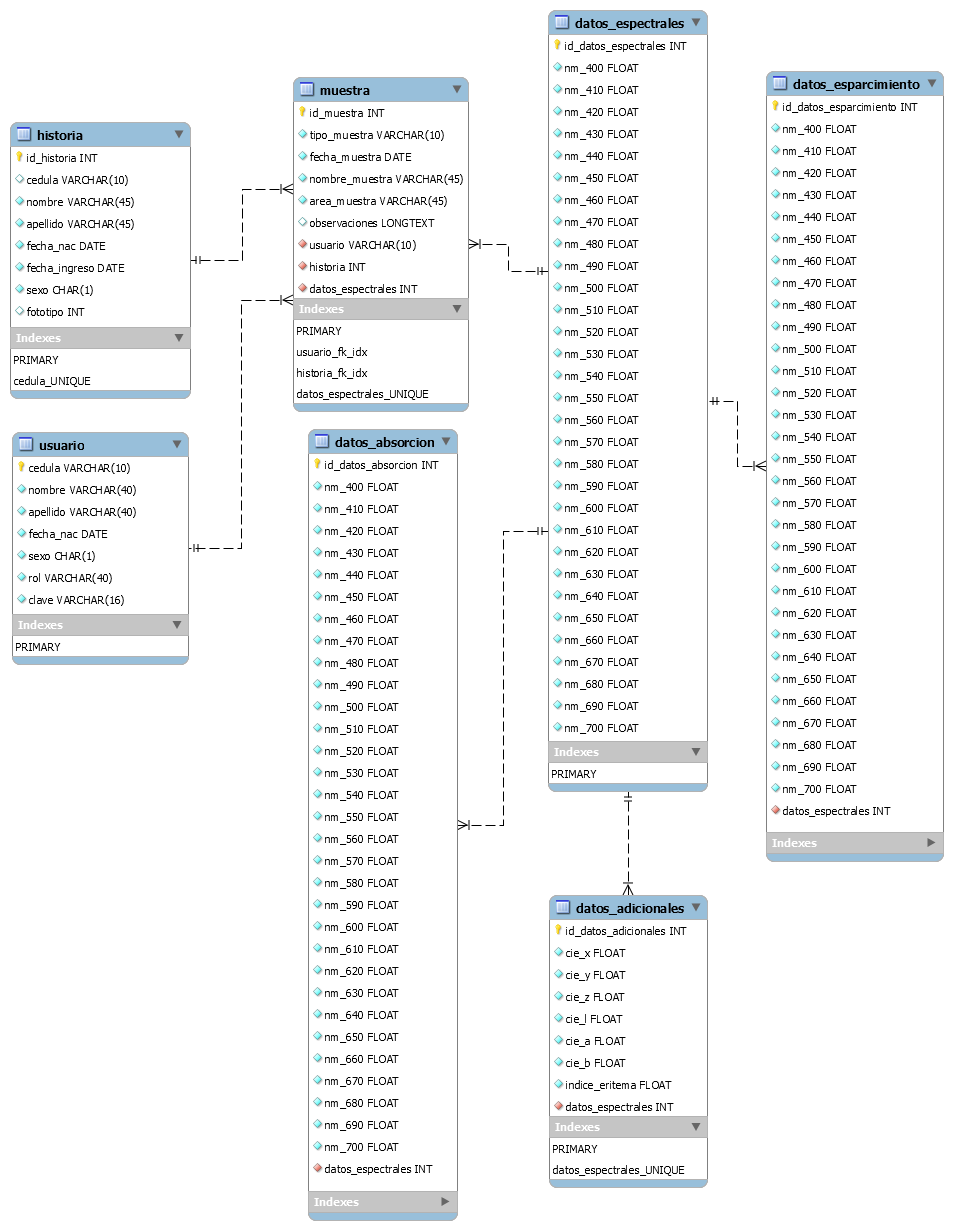 historia
id_historia INT
cedula VARCHAR(10)
nombre VARCHAR(45)
apellido VARCHAR(45)
fecha_nac DATE
fecha_ingreso DATE
sexo CHAR(1)
fototipo INT
Indexes
PRIMARY
cedula_UNIQUE
usuario
cedula VARCHAR(10)
nombre VARCHAR(40)
apellido VARCHAR(40)
fecha_nac DATE
sexo CHAR(1)
rol VARCHAR(40)
clave VARCHAR(16)
Indexes
PRIMARY
muestra
id_muestra INT
tipo_muestra VARCHAR(10)
fecha_muestra DATE
nombre_muestra VARCHAR(45)
area_muestra VARCHAR(45)
observaciones LONGTEXT
usuario VARCHAR(10)
historia INT
datos_espectrales INT
Indexes
PRIMARY
usuario_fk_idx
historia_fk_idx
datos_espectrales_UNIQUE
datos_absorcion
id_datos_absorcion INT
nm_400 FLOAT
nm_410 FLOAT
nm_420 FLOAT
nm_430 FLOAT
nm_440 FLOAT
nm_450 FLOAT
nm_460 FLOAT
nm_470 FLOAT
nm_480 FLOAT
nm_490 FLOAT
nm_500 FLOAT
nm_510 FLOAT
nm_520 FLOAT
nm_530 FLOAT
nm_540 FLOAT
nm_550 FLOAT
nm_560 FLOAT
nm_570 FLOAT
nm_580 FLOAT
nm_590 FLOAT
nm_600 FLOAT
nm_610 FLOAT
nm_620 FLOAT
nm_630 FLOAT
nm_640 FLOAT
nm_650 FLOAT
nm_660 FLOAT
nm_670 FLOAT
nm_680 FLOAT
nm_690 FLOAT
nm_700 FLOAT
datos_espectrales INT
Indexes
datos_espectrales
id_datos_espectrales INT
nm_400 FLOAT
nm_410 FLOAT
nm_420 FLOAT
nm_430 FLOAT
nm_440 FLOAT
nm_450 FLOAT
nm_460 FLOAT
nm_470 FLOAT
nm_480 FLOAT
nm_490 FLOAT
nm_500 FLOAT
nm_510 FLOAT
nm_520 FLOAT
nm_530 FLOAT
nm_540 FLOAT
nm_550 FLOAT
nm_560 FLOAT
nm_570 FLOAT
nm_580 FLOAT
nm_590 FLOAT
nm_600 FLOAT
nm_610 FLOAT
nm_620 FLOAT
nm_630 FLOAT
nm_640 FLOAT
nm_650 FLOAT
nm_660 FLOAT
nm_670 FLOAT
nm_680 FLOAT
nm_690 FLOAT
nm_700 FLOAT
Indexes
PRIMARY
datos_adicionales
id_datos_adicionales INT
cie_x FLOAT
cie_y FLOAT
cie_z FLOAT
cie_l FLOAT
cie_a FLOAT
cie_b FLOAT
indice_eritema FLOAT
datos_espectrales INT
Indexes
PRIMARY
datos_espectrales_UNIQUE
datos_esparcimiento
id_datos_esparcimiento INT
nm_400 FLOAT
nm_410 FLOAT
nm_420 FLOAT
nm_430 FLOAT
nm_440 FLOAT
nm_450 FLOAT
nm_460 FLOAT
nm_470 FLOAT
nm_480 FLOAT
nm_490 FLOAT
nm_500 FLOAT
nm_510 FLOAT
nm_520 FLOAT
nm_530 FLOAT
nm_540 FLOAT
nm_550 FLOAT
nm_560 FLOAT
nm_570 FLOAT
nm_580 FLOAT
nm_590 FLOAT
nm_600 FLOAT
nm_610 FLOAT
nm_620 FLOAT
nm_630 FLOAT
nm_640 FLOAT
nm_650 FLOAT
nm_660 FLOAT
nm_670 FLOAT
nm_680 FLOAT
nm_690 FLOAT
nm_700 FLOAT
datos_espectrales INT
Indexes